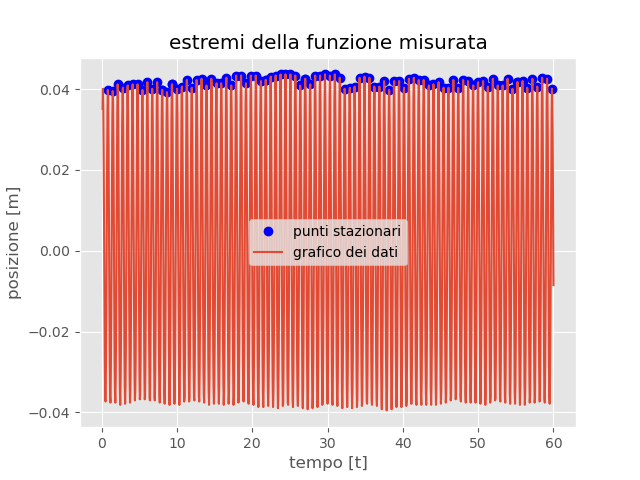 estremi della funzione misurata
posizione [m]
0.04
0.02
0.00
−0.02
−0.04
punti stazionari
grafico dei dati
0
10
20
30
40
50
60
tempo [t]